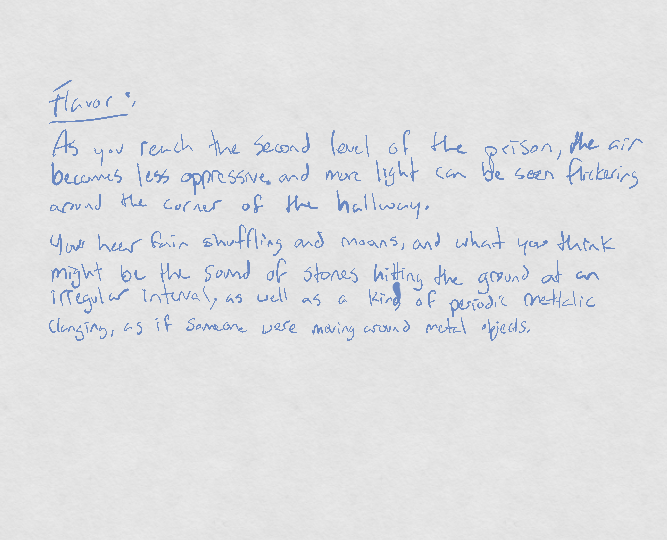 Flavor:
As you reach the second level of the prison, the air
becomes less oppressive and more light can be seen flickering
around the corner of the hallway.
You hear fain shuffling and moans, and what you think
might be the sound of stones hitting the ground at an
irregular interval, as well as a kind of periodic mettalic
clanging, as if someone were moving around metal objects.